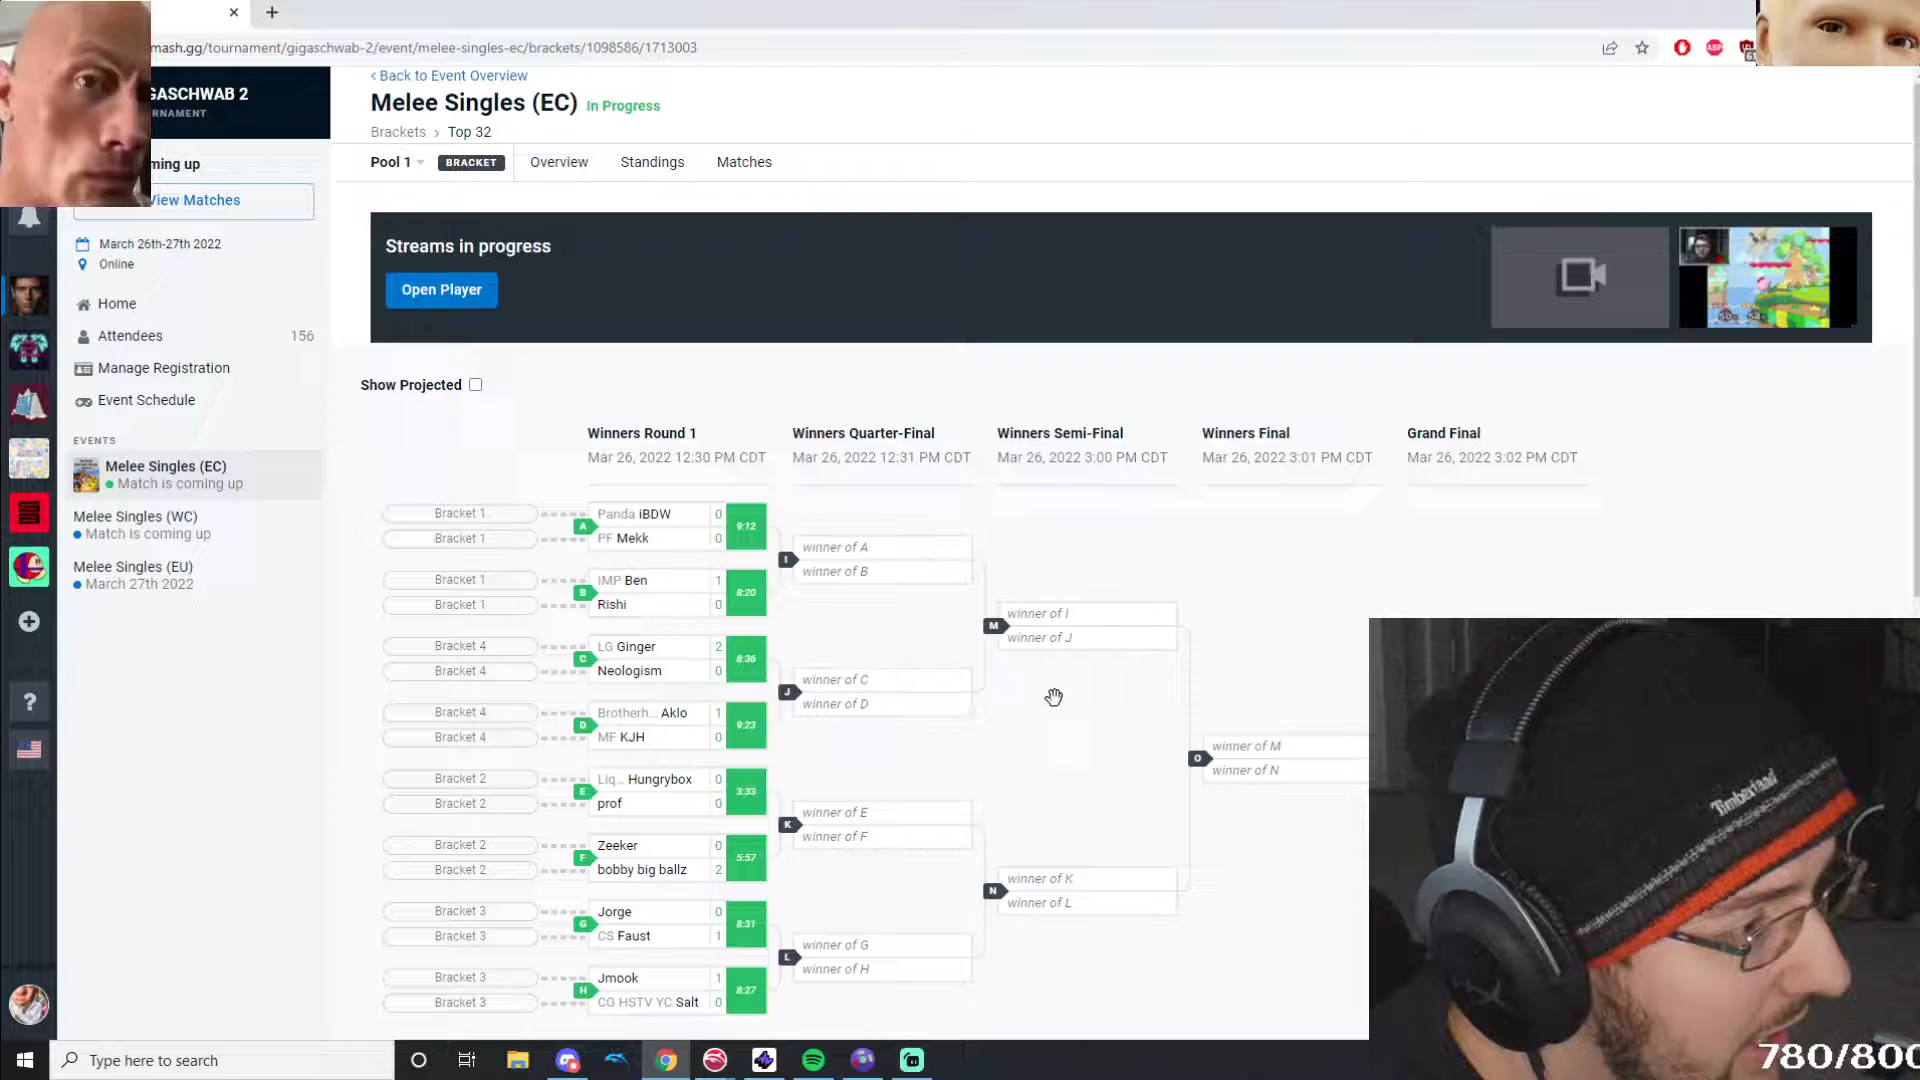 mash.gg/tournament/gigaschwab-2/event/melee-singles-ec/brackets/1098586/1713003
ABP
GASCHWAB 2
RNAMENT
ming up
View Matches
March 26th-27th 2022
Online
Home
Attendees 156
Manage Registration
Event Schedule
EVENTS
Melee Singles (EC)
Match is coming up
Melee Singles (WC)
Match is coming up
Melee Singles (EU)
March 27th 2022
?
‹ Back to Event Overview
Melee Singles (EC) In Progress
Brackets › Top 32
Pool 1 BRACKET Overview Standings Matches
Streams in progress
Open Player
Show Projected
Winners Round 1 Winners Quarter-Final Winners Semi-Final Winners Final Grand Final
Mar 26, 2022 12:30 PM CDT Mar 26, 2022 12:31 PM CDT Mar 26, 2022 3:00 PM CDT Mar 26, 2022 3:01 PM CDT Mar 26, 2022 3:02 PM CDT
Bracket 1 Panda iBDW 0
A 9:12
Bracket 1 PF Mekk 0
I winner of A
winner of B
Bracket 1 IMP Ben 1
B 8:20
Bracket 1 Rishi 0
M winner of I
winner of J
Bracket 4 LG Ginger 2
C 8:36
Bracket 4 Neologism 0
J winner of C
winner of D
Bracket 4 Brotherh... Aklo 1
D 9:23
Bracket 4 MF KJH 0
O winner of M
winner of N
Bracket 2 Liq... Hungrybox 0
E 3:33
Bracket 2 prof 0
K winner of E
winner of F
Bracket 2 Zeeker 0
F 5:57
Bracket 2 bobby big ballz 2
N winner of K
winner of L
Bracket 3 Jorge 0
G 8:31
Bracket 3 CS Faust 1
L winner of G
winner of H
Bracket 3 Jmook 1
H 8:27
Bracket 3 CG HSTV YC Salt 0
Timberland
780/800
Type here to search